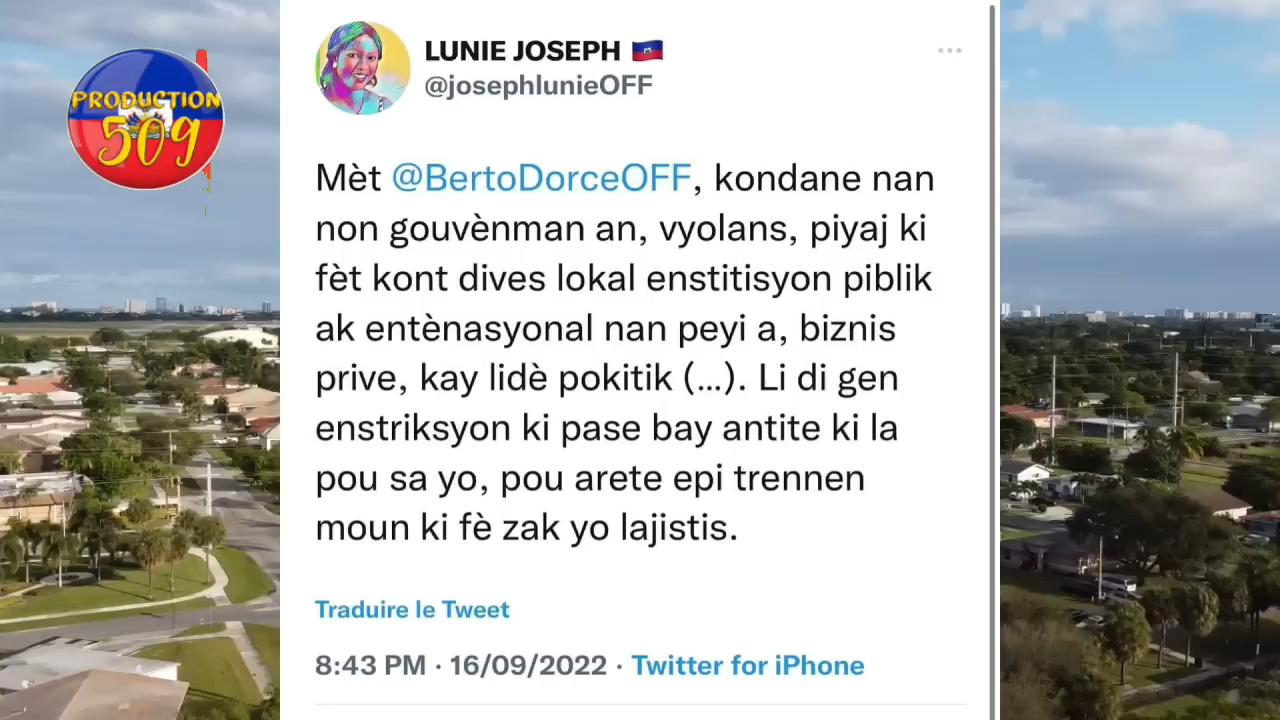 PRODUCTION
509
LUNIE JOSEPH
@josephlunieOFF
Mèt @BertoDorceOFF, kondane nan
non gouvènman an, vyolans, piyaj ki
fèt kont dives lokal enstitisyon piblik
ak entènasyonal nan peyi a, biznis
prive, kay lidè pokitik (...). Li di gen
enstriksyon ki pase bay antite ki la
pou sa yo, pou arete epi trennen
moun ki fè zak yo lajistis.
Traduire le Tweet
8:43 PM · 16/09/2022 · Twitter for iPhone